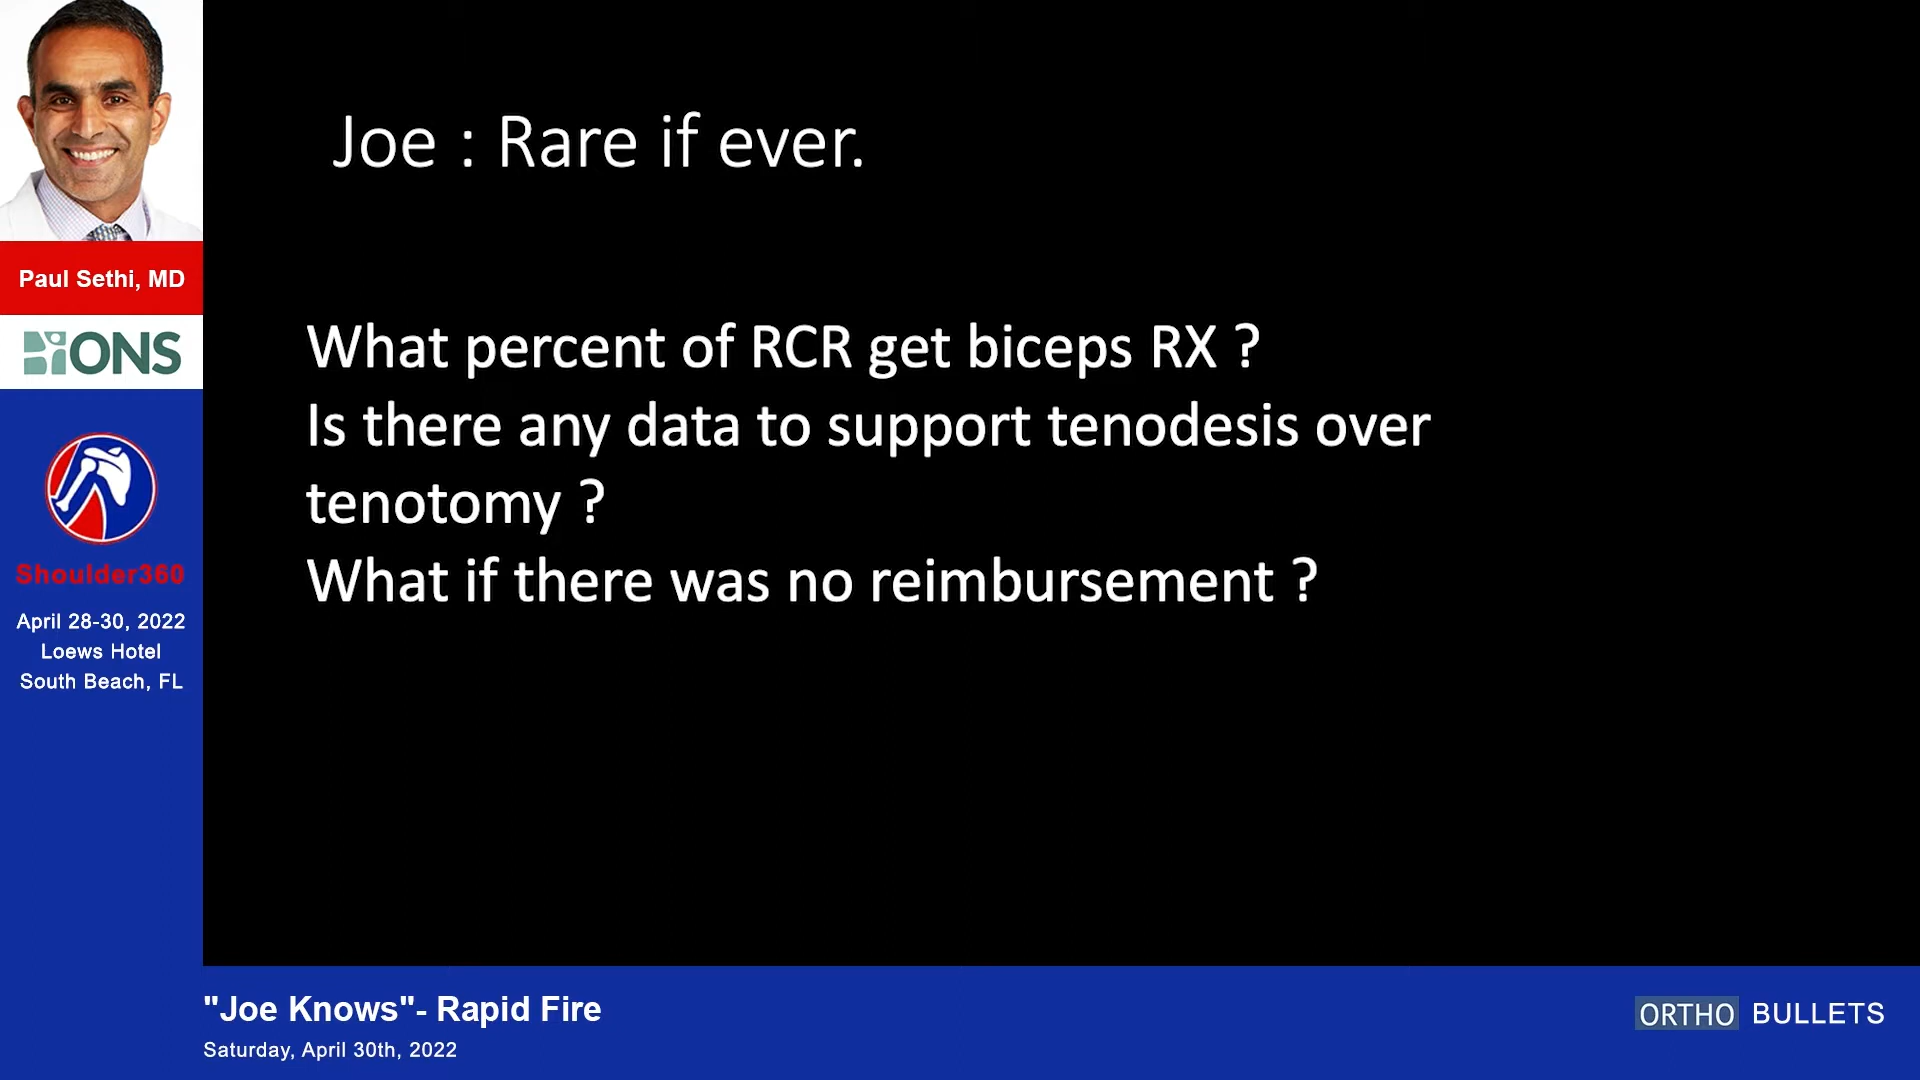 Joe : Rare if ever.
What percent of RCR get biceps RX ?
Is there any data to support tenodesis over
tenotomy ?
What if there was no reimbursement ?
Paul Sethi, MD
ONS
Shoulder360
April 28-30, 2022
Loews Hotel
South Beach, FL
"Joe Knows"- Rapid Fire
Saturday, April 30th, 2022
ORTHO BULLETS